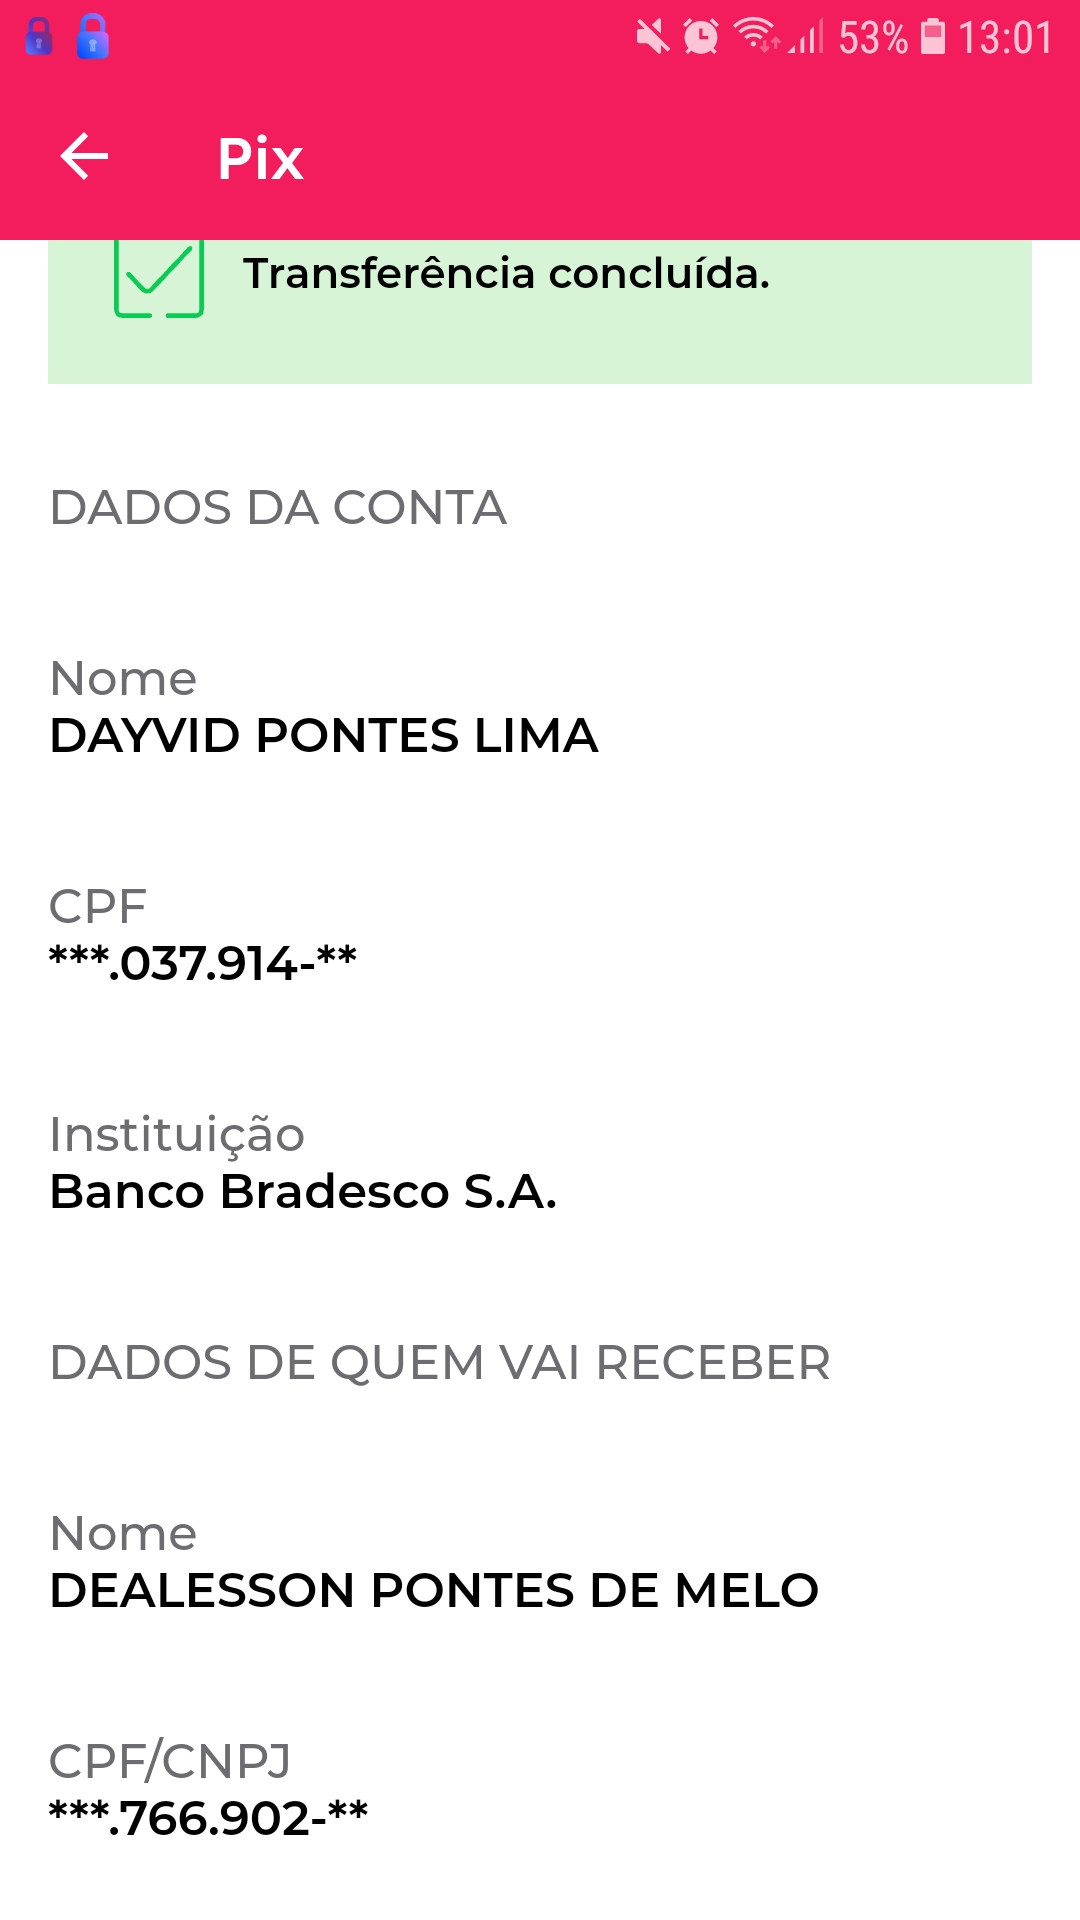 53% 13:01
Pix
Transferência concluída.
DADOS DA CONTA
Nome
DAYVID PONTES LIMA
CPF
***.037.914-**
Instituição
Banco Bradesco S.A.
DADOS DE QUEM VAI RECEBER
Nome
DEALESSON PONTES DE MELO
CPF/CNPJ
***.766.902-**